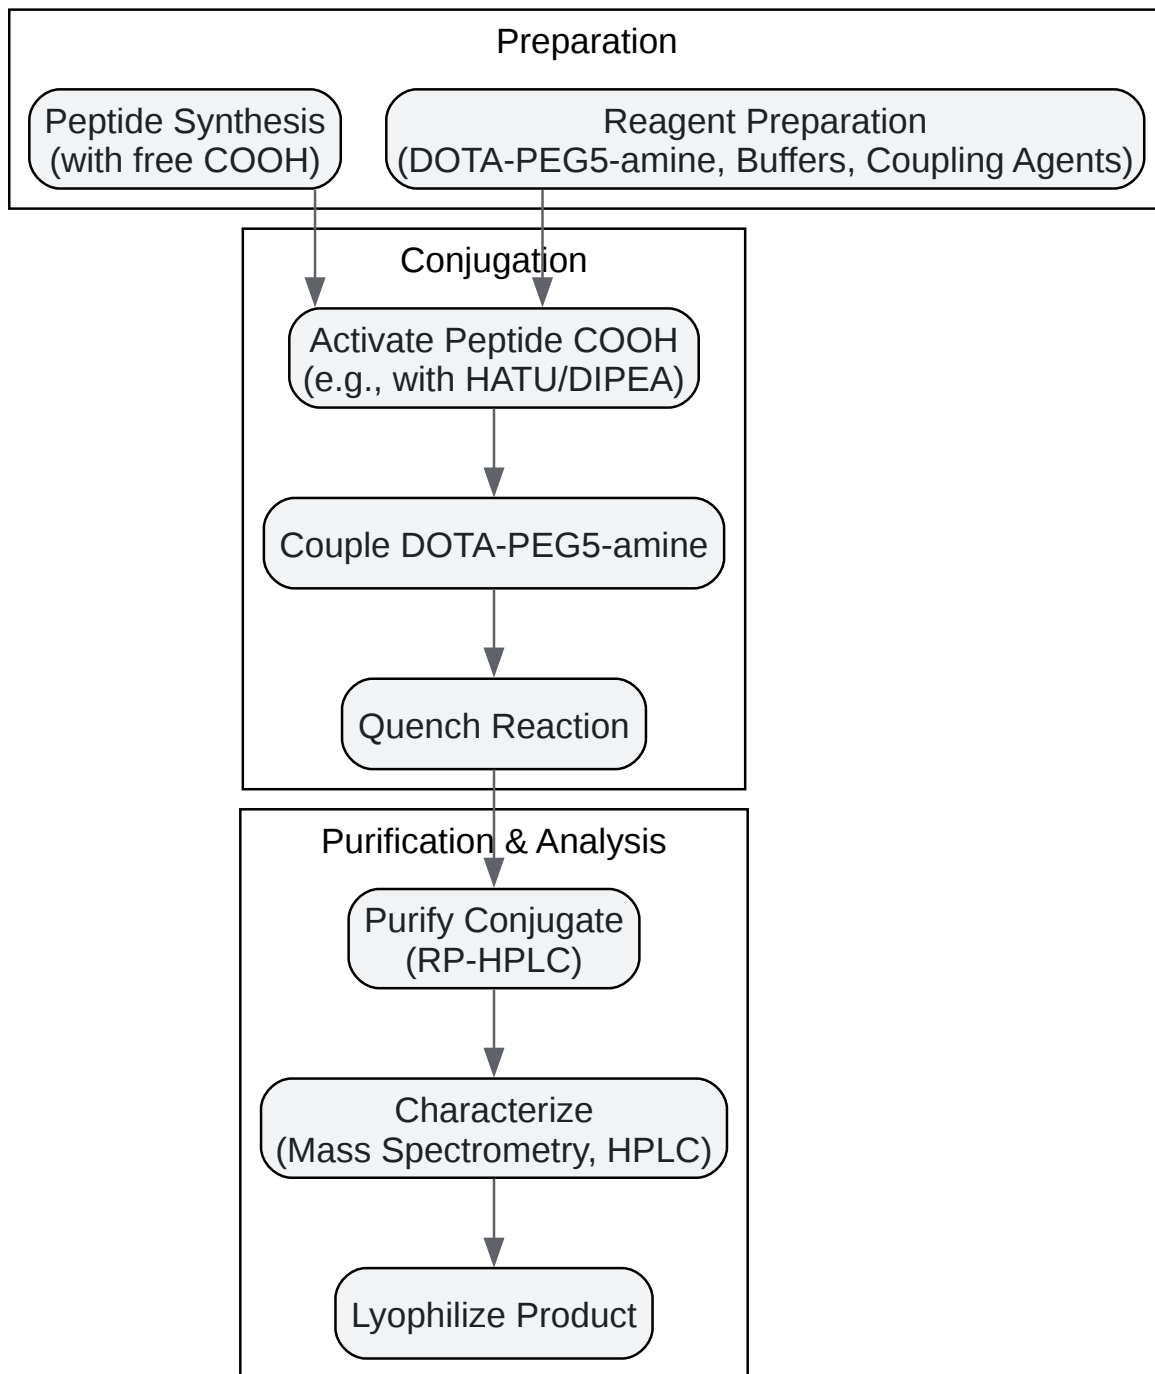 Preparation
Peptide Synthesis
(with free COOH)
Reagent Preparation
(DOTA-PEG5-amine, Buffers, Coupling Agents)
Conjugation
Activate Peptide COOH
(e.g., with HATU/DIPEA)
Couple DOTA-PEG5-amine
Quench Reaction
Purification & Analysis
Purify Conjugate
(RP-HPLC)
Characterize
(Mass Spectrometry, HPLC)
Lyophilize Product